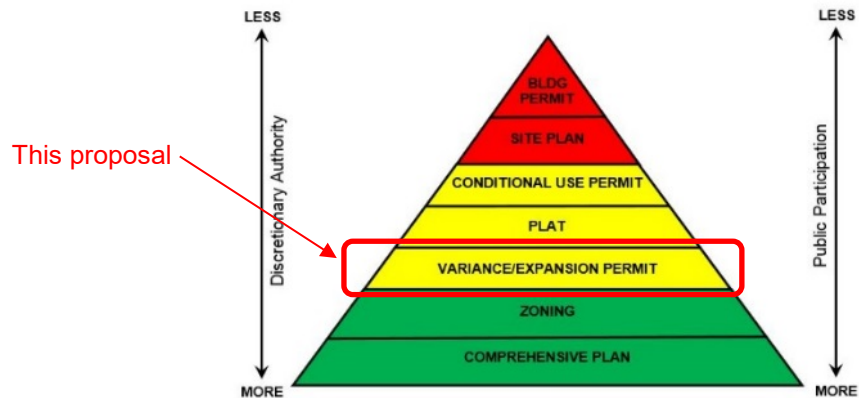 LESS
LESS
BLDG
PERMIT
SITE PLAN
This proposal
CONDITIONAL USE PERMIT
Discretionary Authority
Public Participation
PLAT
VARIANCE/EXPANSION PERMIT
ZONING
COMPREHENSIVE PLAN
MORE
MORE